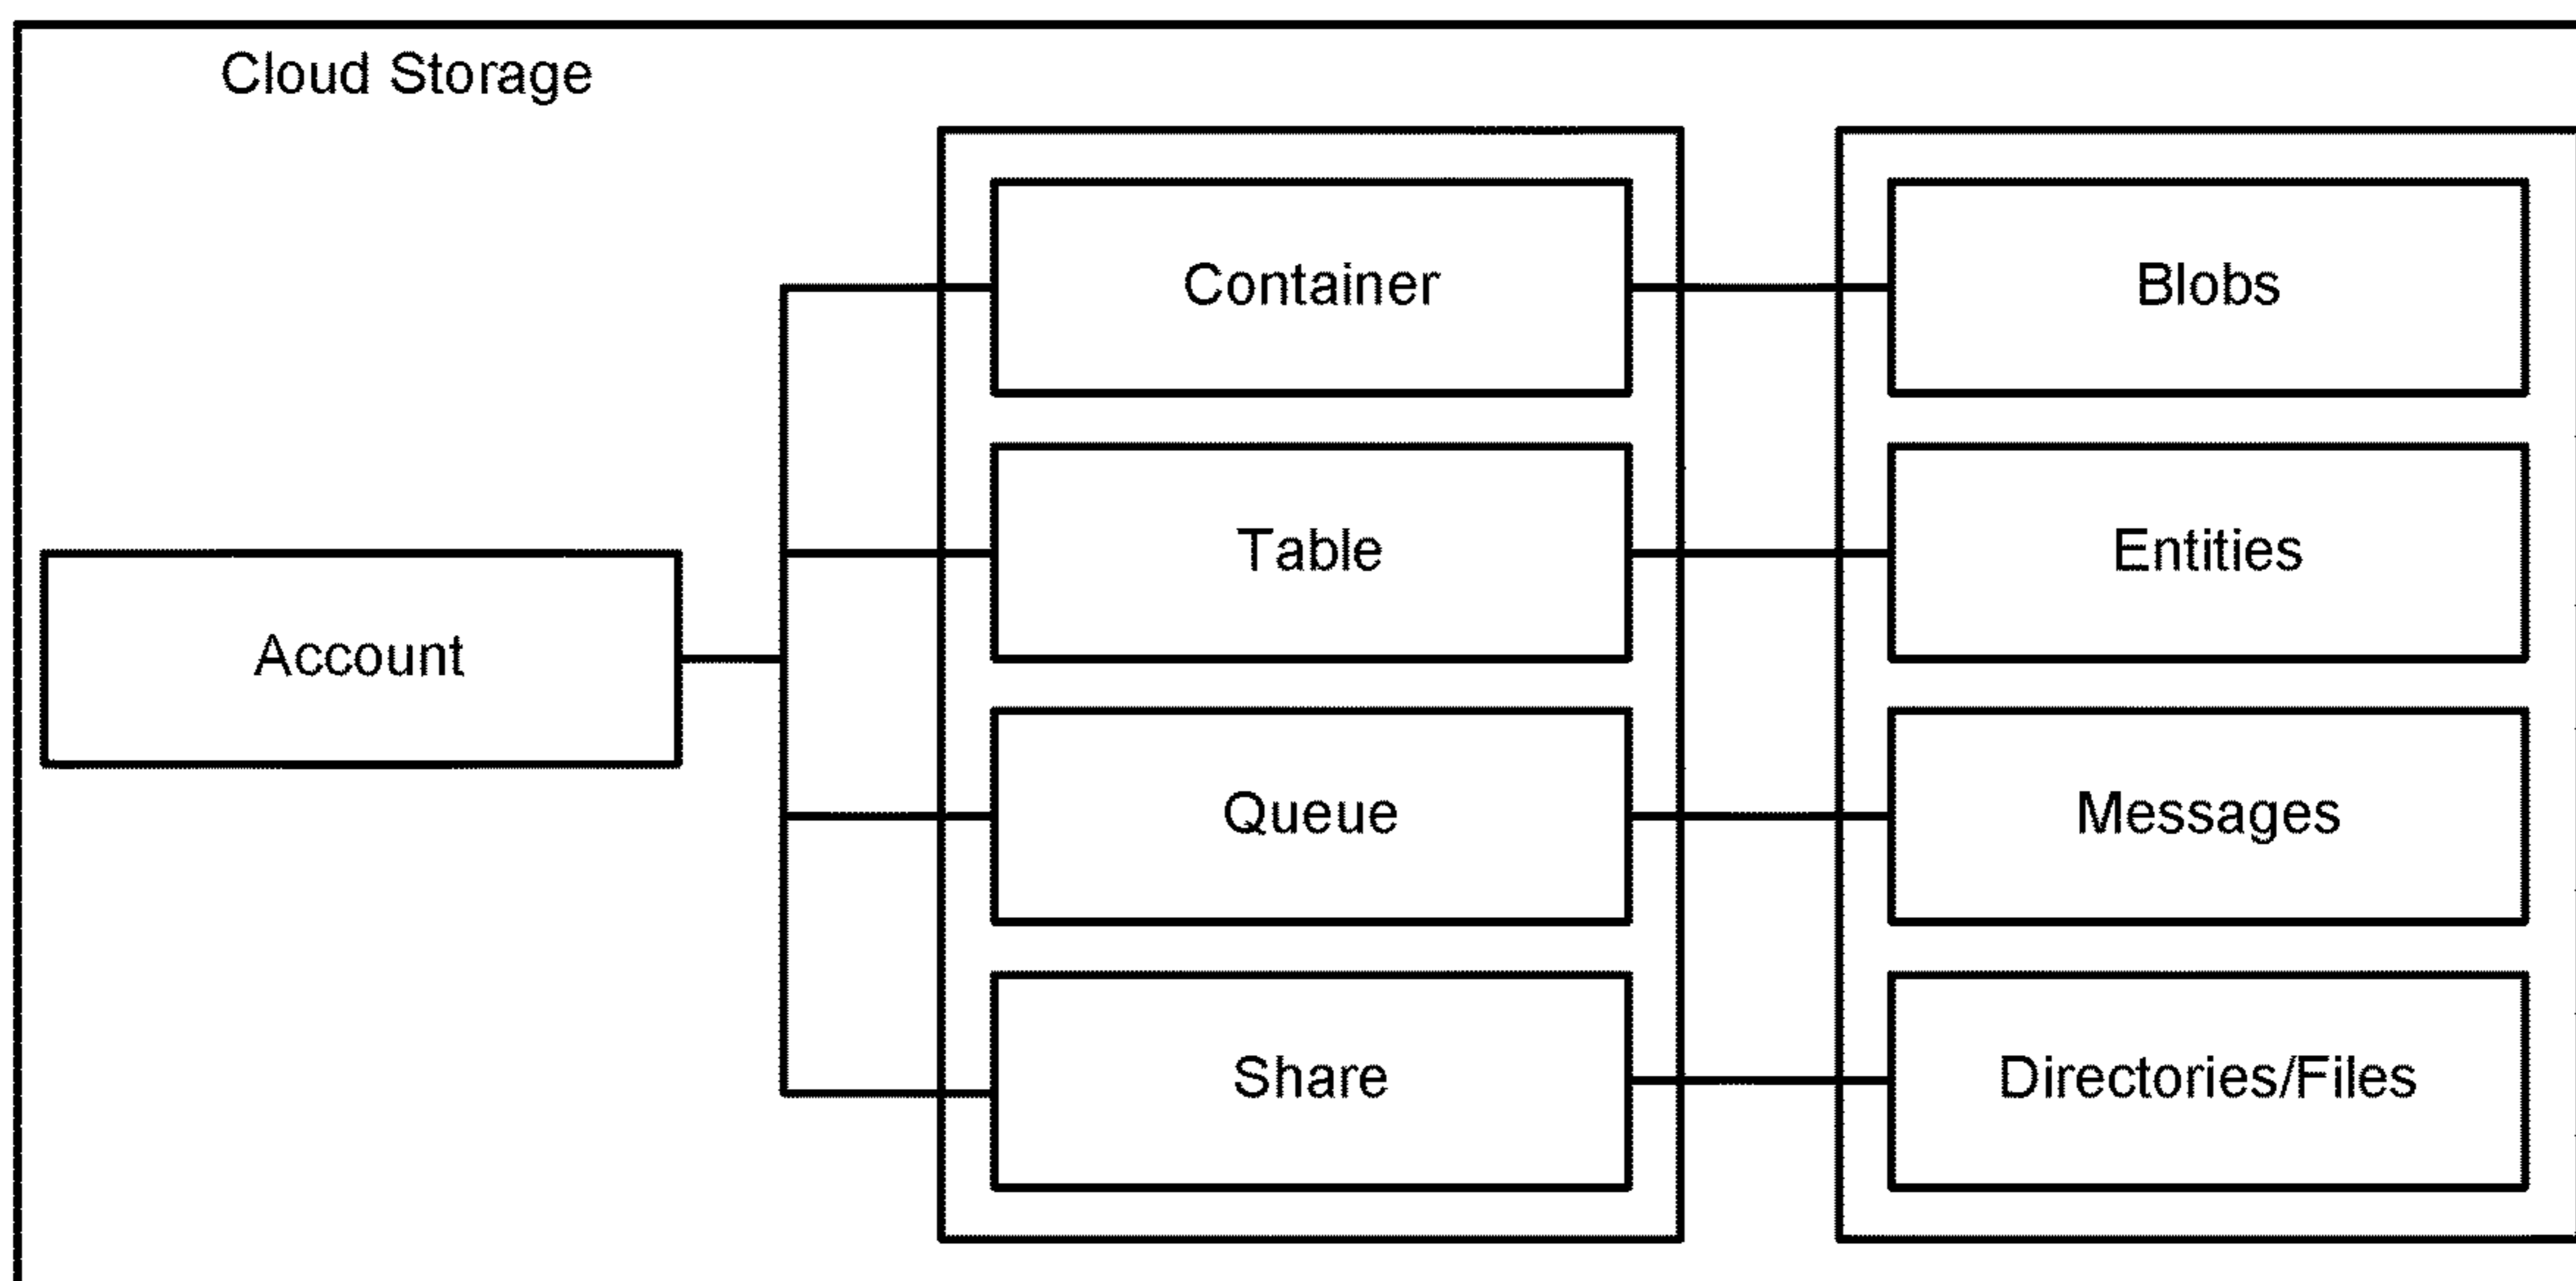 Cloud Storage
Container
Blobs
Table
Entities
Account
Queue
Messages
Share
Directories/Files